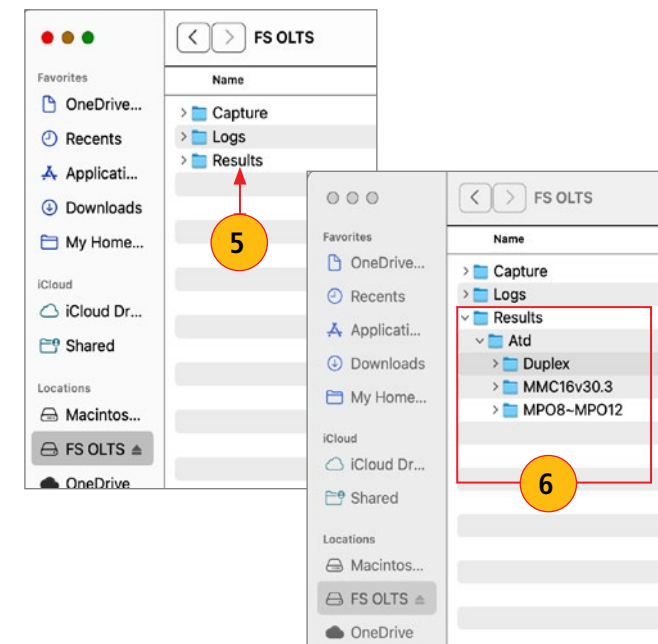 FS OLTS
Favorites
OneDrive...
Recents
Applicati...
Downloads
My Home...
iCloud
iCloud Dr...
Shared
Locations
Macintos...
FS OLTS
OneDrive
Name
Capture
Logs
Results
5
FS OLTS
Favorites
OneDrive...
Recents
Applicati...
Downloads
My Home...
iCloud
iCloud Dr...
Shared
Locations
Macintos...
FS OLTS
OneDrive
Name
Capture
Logs
Results
Atd
Duplex
MMC16v30.3
MPO8~MPO12
6